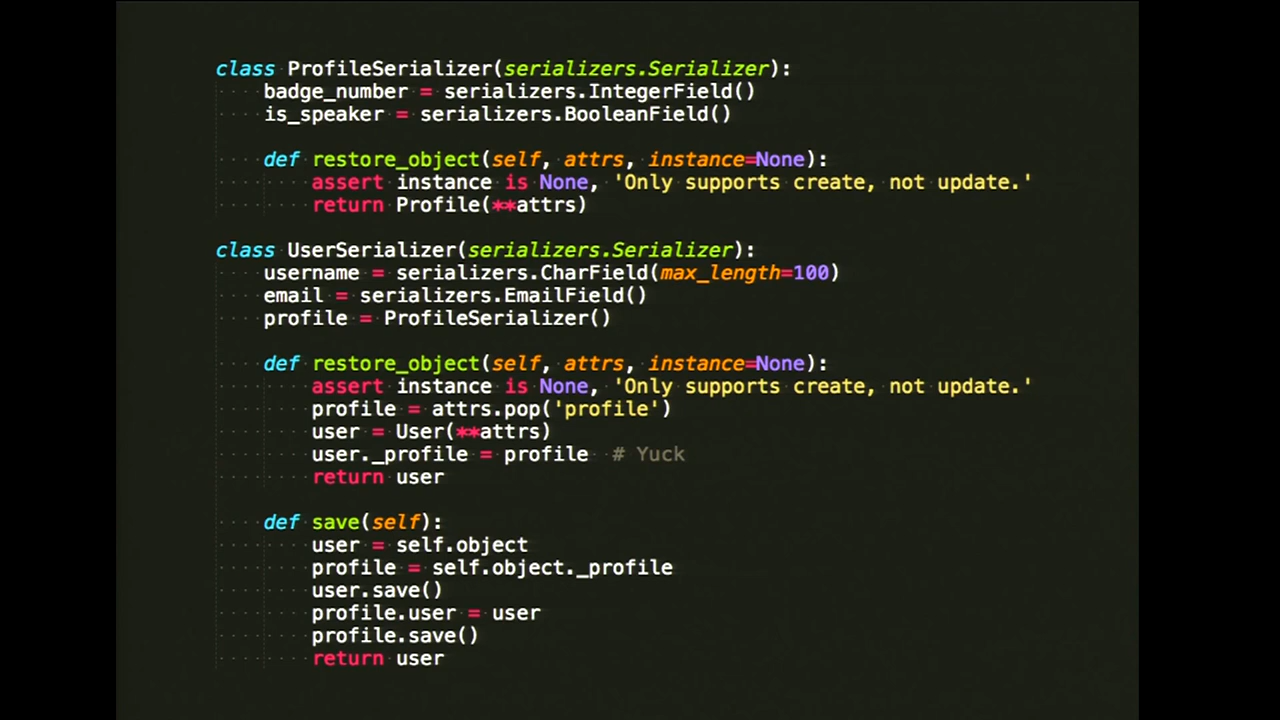 class ProfileSerializer(serializers.Serializer):
    badge_number = serializers.IntegerField()
    is_speaker = serializers.BooleanField()

    def restore_object(self, attrs, instance=None):
        assert instance is None, 'Only supports create, not update.'
        return Profile(**attrs)

class UserSerializer(serializers.Serializer):
    username = serializers.CharField(max_length=100)
    email = serializers.EmailField()
    profile = ProfileSerializer()

    def restore_object(self, attrs, instance=None):
        assert instance is None, 'Only supports create, not update.'
        profile = attrs.pop('profile')
        user = User(**attrs)
        user._profile = profile  # Yuck
        return user

    def save(self):
        user = self.object
        profile = self.object._profile
        user.save()
        profile.user = user
        profile.save()
        return user